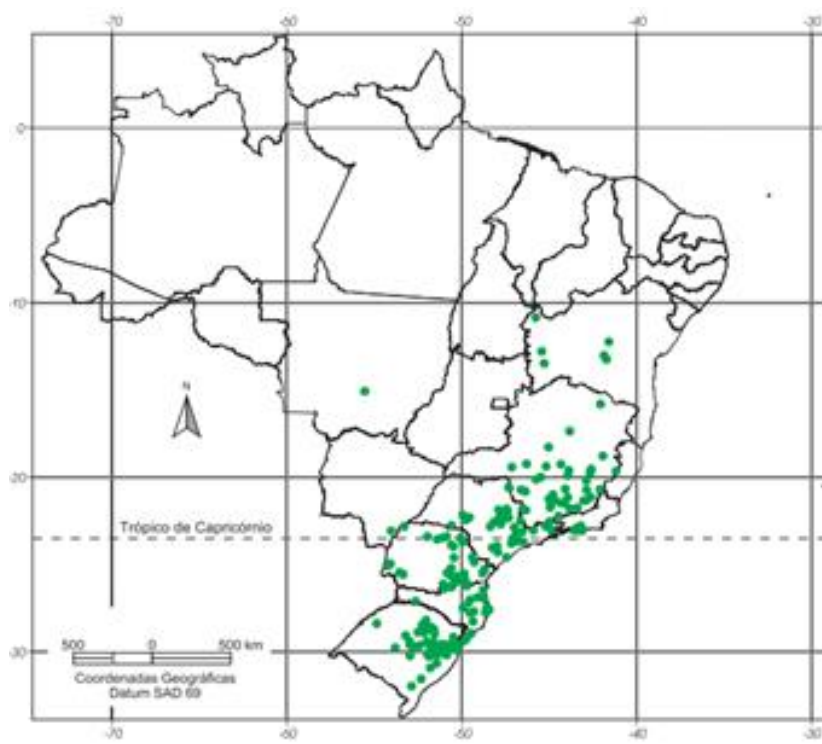 -70 -60 -50 -40 -30
0
-10
N
-20
Trópico de Capricórnio
500 0 500 km
-30
Coordenadas Geográficas
Datum SAD 69
-70 -60 -50 -40 -30